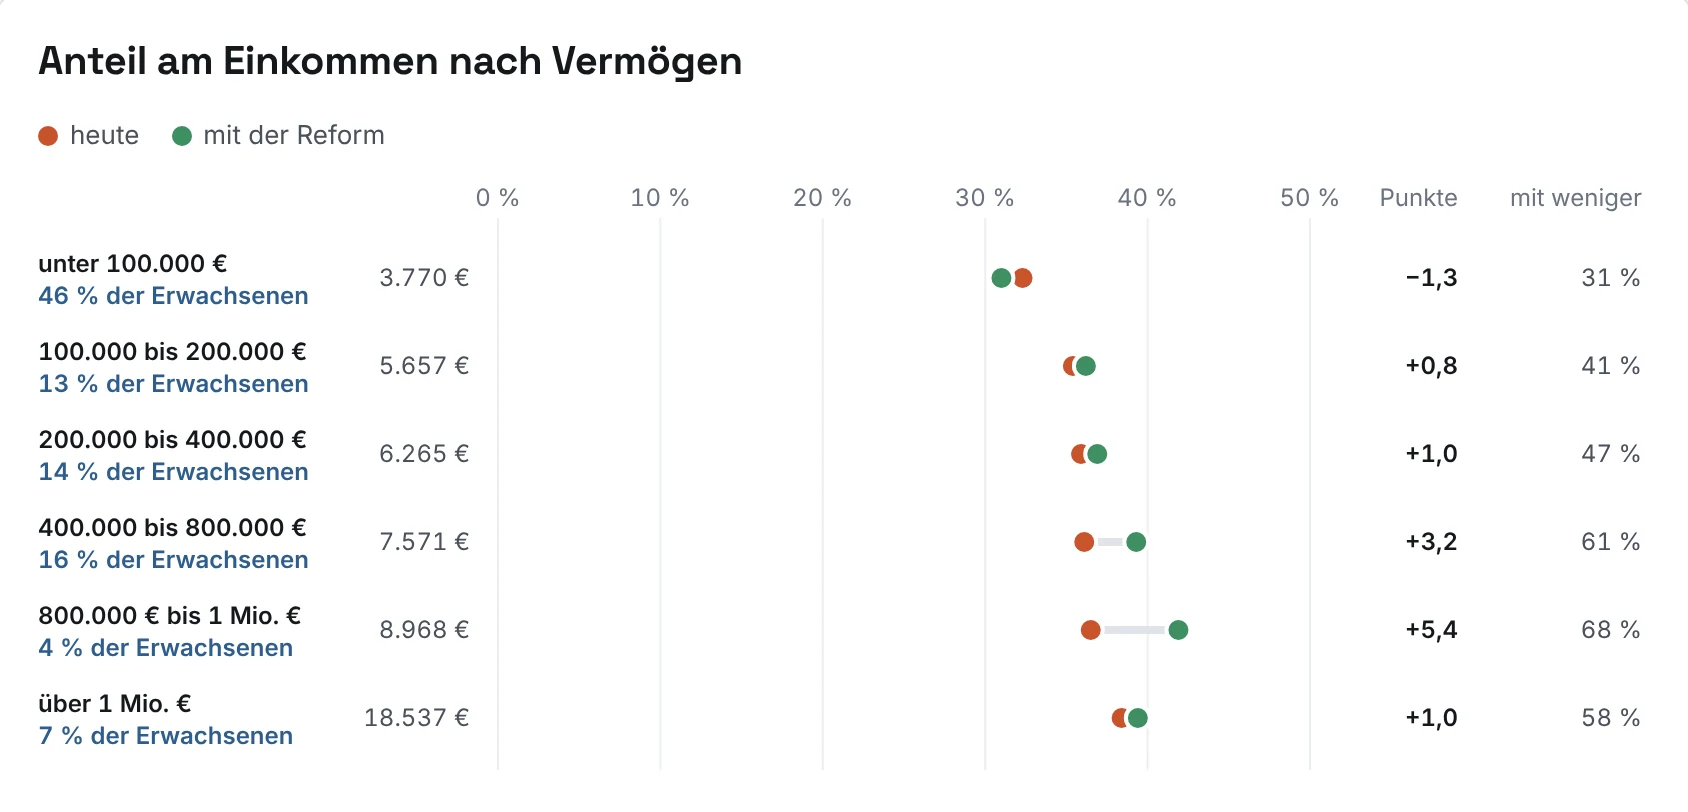 Anteil am Einkommen nach Vermögen
heute mit der Reform
0 % 10 % 20 % 30 % 40 % 50 % Punkte mit weniger
unter 100.000 €
46 % der Erwachsenen
3.770 € −1,3 31 %
100.000 bis 200.000 €
13 % der Erwachsenen
5.657 € +0,8 41 %
200.000 bis 400.000 €
14 % der Erwachsenen
6.265 € +1,0 47 %
400.000 bis 800.000 €
16 % der Erwachsenen
7.571 € +3,2 61 %
800.000 € bis 1 Mio. €
4 % der Erwachsenen
8.968 € +5,4 68 %
über 1 Mio. €
7 % der Erwachsenen
18.537 € +1,0 58 %